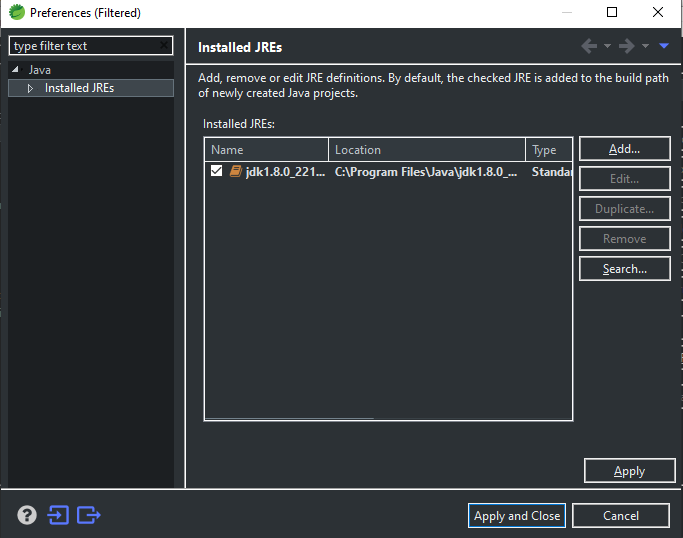 Preferences (Filtered)
type filter text
Java
Installed JREs
Installed JREs
Add, remove or edit JRE definitions. By default, the checked JRE is added to the build path
of newly created Java projects.
Installed JREs:
Name Location Type
jdk1.8.0_221... C:\Program Files\Java\jdk1.8.0_... Standar
Add...
Edit...
Duplicate...
Remove
Search...
Apply
Apply and Close Cancel